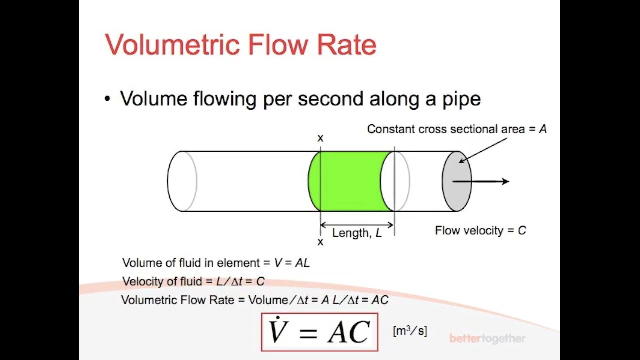 Volumetric Flow Rate
• Volume flowing per second along a pipe
Constant cross sectional area = A
x
x
Length, L
Flow velocity = C
Volume of fluid in element = V = AL
Velocity of fluid = L/Δt = C
Volumetric Flow Rate = Volume/Δt = A L/Δt = AC
V̇ = AC
[m³/s]
bettertogether